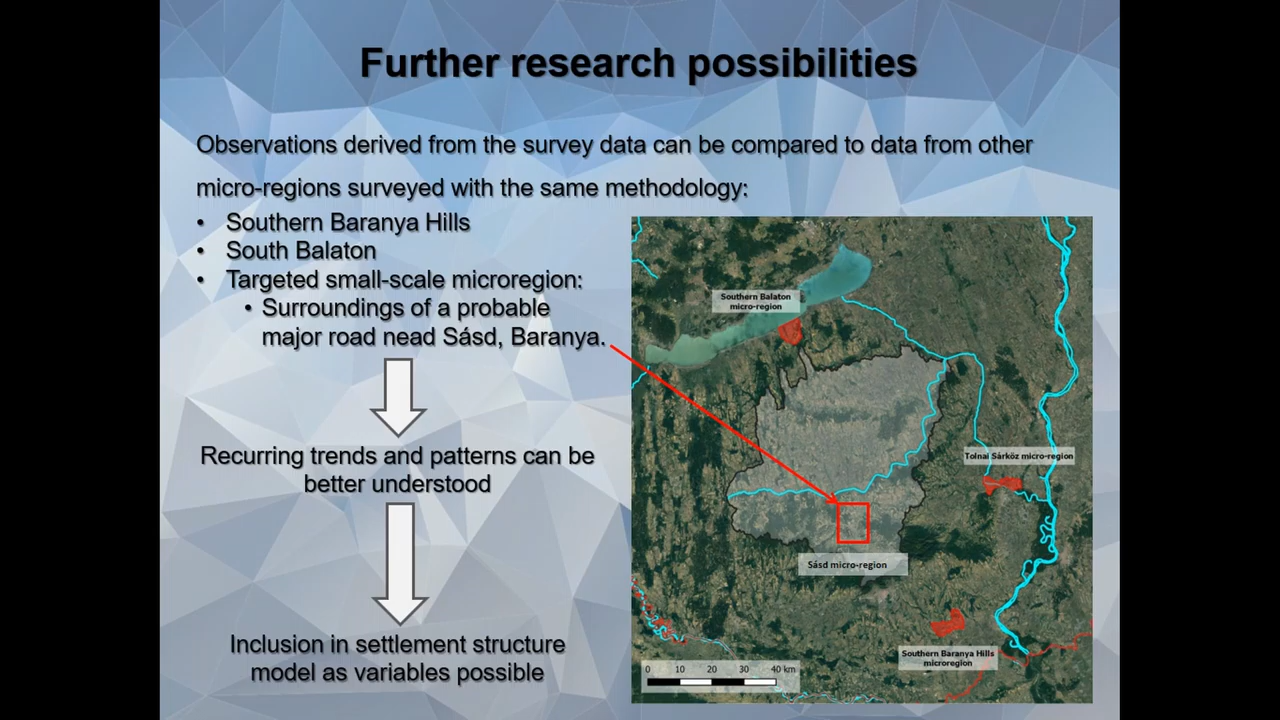 Further research possibilities
Observations derived from the survey data can be compared to data from other
micro-regions surveyed with the same methodology:
• Southern Baranya Hills
• South Balaton
• Targeted small-scale microregion:
• Surroundings of a probable
major road nead Sásd, Baranya.
Recurring trends and patterns can be
better understood
Inclusion in settlement structure
model as variables possible
Southern Balaton
micro-region
Tolnai Sárköz micro-region
Sásd micro-region
Southern Baranya Hills
microregion
0 10 20 30 40 km